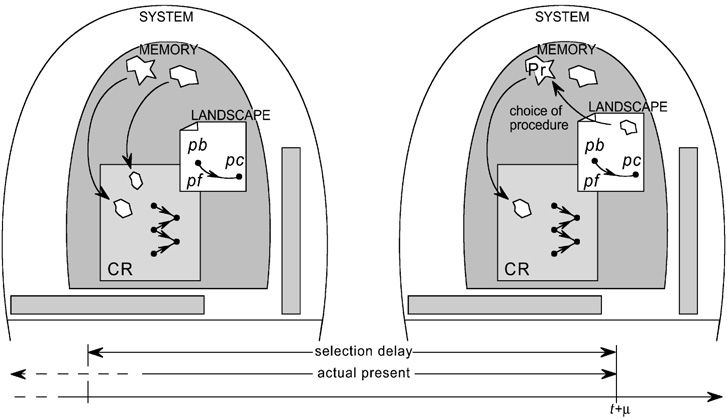 SYSTEM
MEMORY
LANDSCAPE
pb
pc
pf
CR
SYSTEM
MEMORY
Pr
LANDSCAPE
choice of
procedure
pb
pc
pf
CR
selection delay
actual present
t+μ